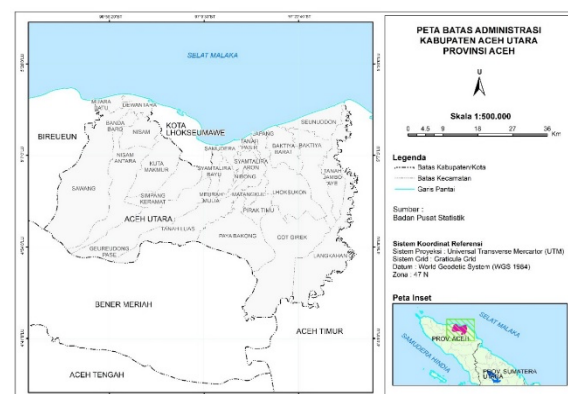 SELAT MALAKA
MUARA
BATU
DEWANTARA
BIREUEUN
BANDA
BARO
NISAM
KOTA
LHOKSEUMAWE
SEUNUDDON
SAMUDERA
TANAH
PASIR
LAPANG
BAKTIYA
BARAT
BAKTIYA
NISAM
ANTARA
KUTA
MAKMUR
SYAMTALIRA
BAYU
SYAMTALIRA
ARON
NIBONG
TANAH
JAMBO
AYE
SAWANG
SIMPANG
KERAMAT
MEURAH
MULIA
MATANGKULI
LHOKSUKON
ACEH UTARA
PIRAK TIMU
TANAH LUAS
PAYA BAKONG
COT GIREK
GEUREUDONG
PASE
LANGKAHAN
BENER MERIAH
ACEH TIMUR
ACEH TENGAH
PETA BATAS ADMINISTRASI
KABUPATEN ACEH UTARA
PROVINSI ACEH
U
Skala 1:500.000
0 4.5 9 18 27 36
Km
Legenda
Batas Kabupaten/Kota
Batas Kecamatan
Garis Pantai
Sumber :
Badan Pusat Statistik
Sistem Koordinat Referensi
Sistem Proyeksi : Universal Transverse Mercartor (UTM)
Sistem Grid : Graticule Grid
Datum : World Geodetic System (WGS 1984)
Zona : 47 N
Peta Inset
SELAT MALAKA
PROV. ACEH
SAMUDERA HINDIA
PROV. SUMATERA
UTARA